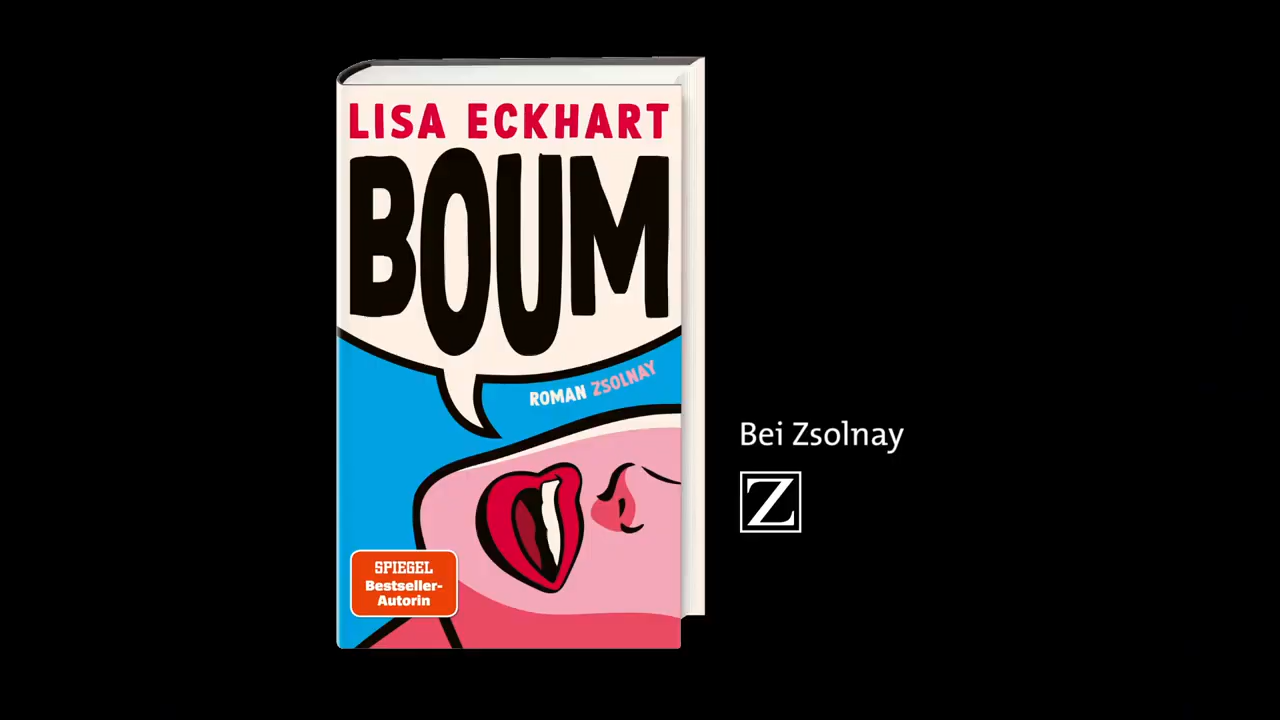 LISA ECKHART
BOUM
ROMAN ZSOLNAY
SPIEGEL
Bestseller-
Autorin
Bei Zsolnay
Z